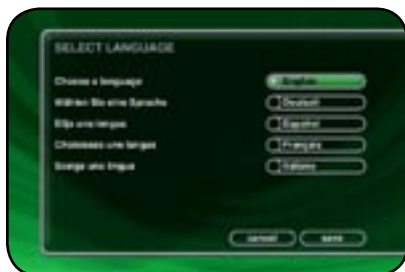 SELECT LANGUAGE
Choose a language English
Wählen Sie eine Sprache Deutsch
Elija una lengua Español
Choisissez une langue Français
Scelga una lingua Italiano
cancel save